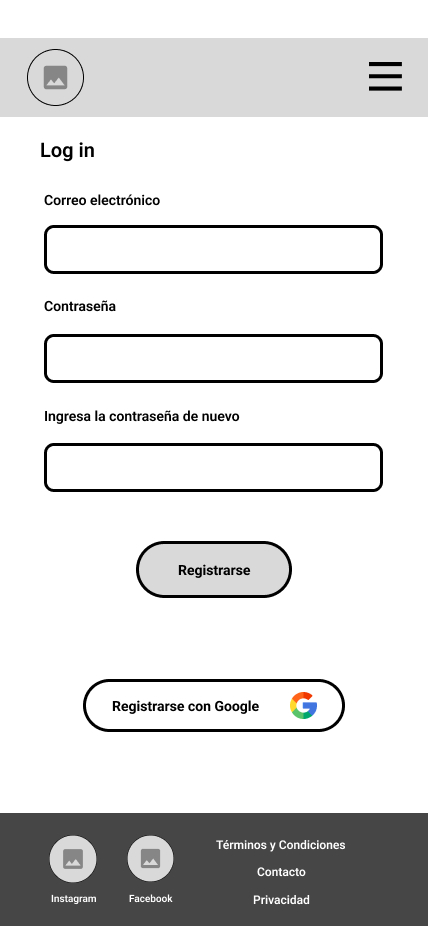 Log in
Correo electrónico
Contraseña
Ingresa la contraseña de nuevo
Registrarse
Registrarse con Google
Términos y Condiciones
Contacto
Instagram
Facebook
Privacidad